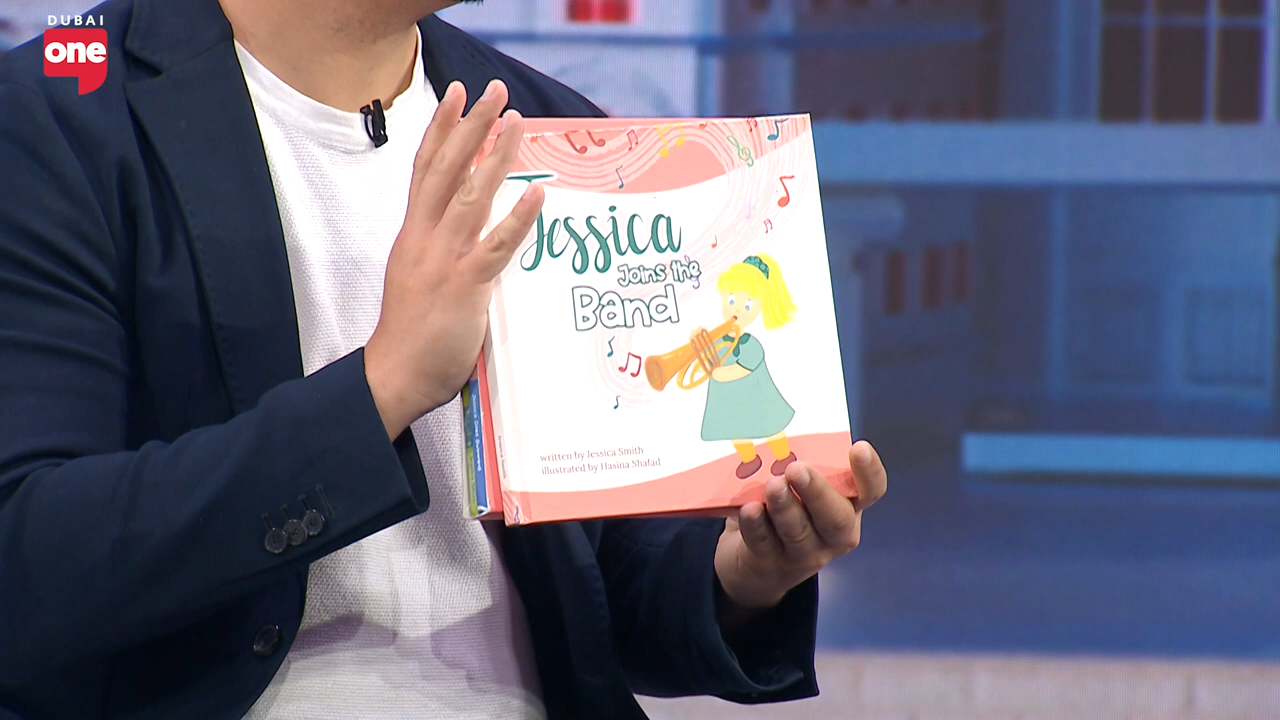 DUBAI
one
Jessica
Joins the
Band
written by Jessica Smith
illustrated by Hasina Shafad